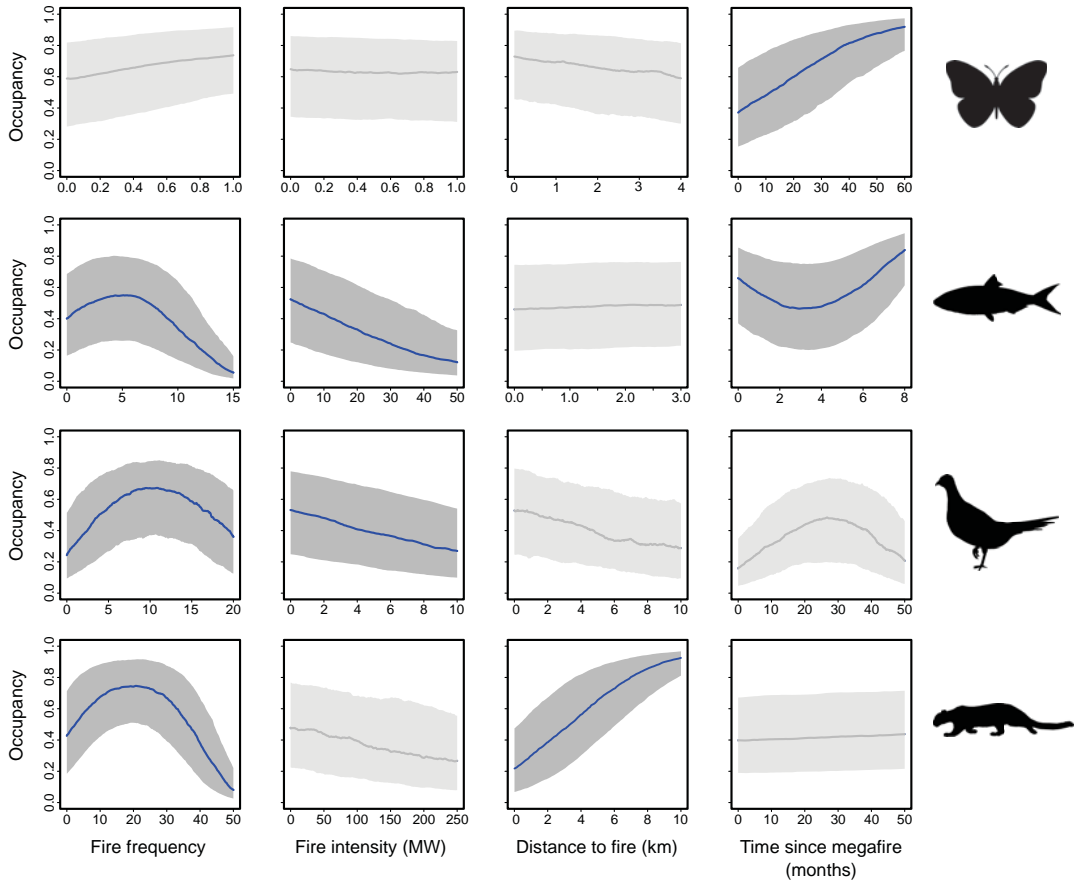 Occupancy
0.0 0.2 0.4 0.6 0.8 1.0
0.0 0.2 0.4 0.6 0.8 1.0
0.0 0.2 0.4 0.6 0.8 1.0
0 1 2 3 4
0 10 20 30 40 50 60
Occupancy
0.0 0.2 0.4 0.6 0.8 1.0
0 5 10 15
0 10 20 30 40 50
0.0 1.0 2.0 3.0
0 2 4 6 8
Occupancy
0.0 0.2 0.4 0.6 0.8 1.0
0 5 10 15 20
0 2 4 6 8 10
0 2 4 6 8 10
0 10 20 30 40 50
Occupancy
0.0 0.2 0.4 0.6 0.8 1.0
0 10 20 30 40 50
0 50 100 150 200 250
0 2 4 6 8 10
0 10 20 30 40 50
Fire frequency
Fire intensity (MW)
Distance to fire (km)
Time since megafire
(months)